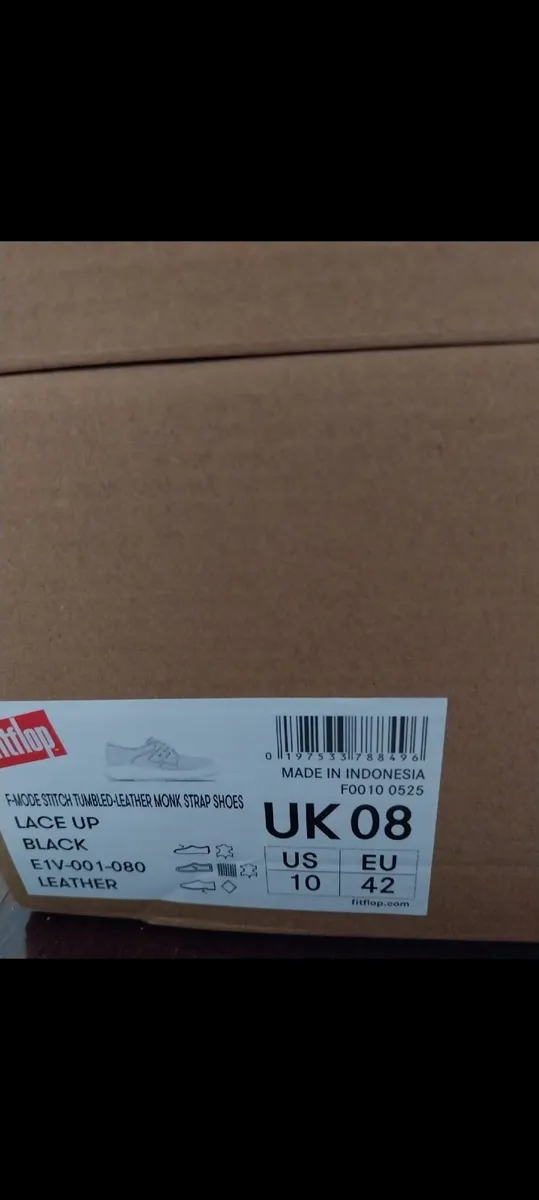 fitflop
F-MODE STITCH TUMBLED-LEATHER MONK STRAP SHOES
LACE UP
BLACK
E1V-001-080
LEATHER
0 197533 788496
MADE IN INDONESIA
F0010 0525
UK 08
US EU
10 42
fitflop.com